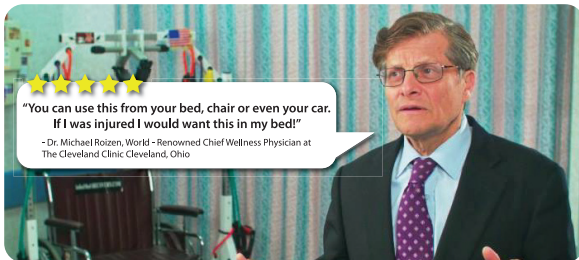 “You can use this from your bed, chair or even your car.
If I was injured I would want this in my bed!”
- Dr. Michael Roizen, World - Renowned Chief Wellness Physician at
The Cleveland Clinic Cleveland, Ohio